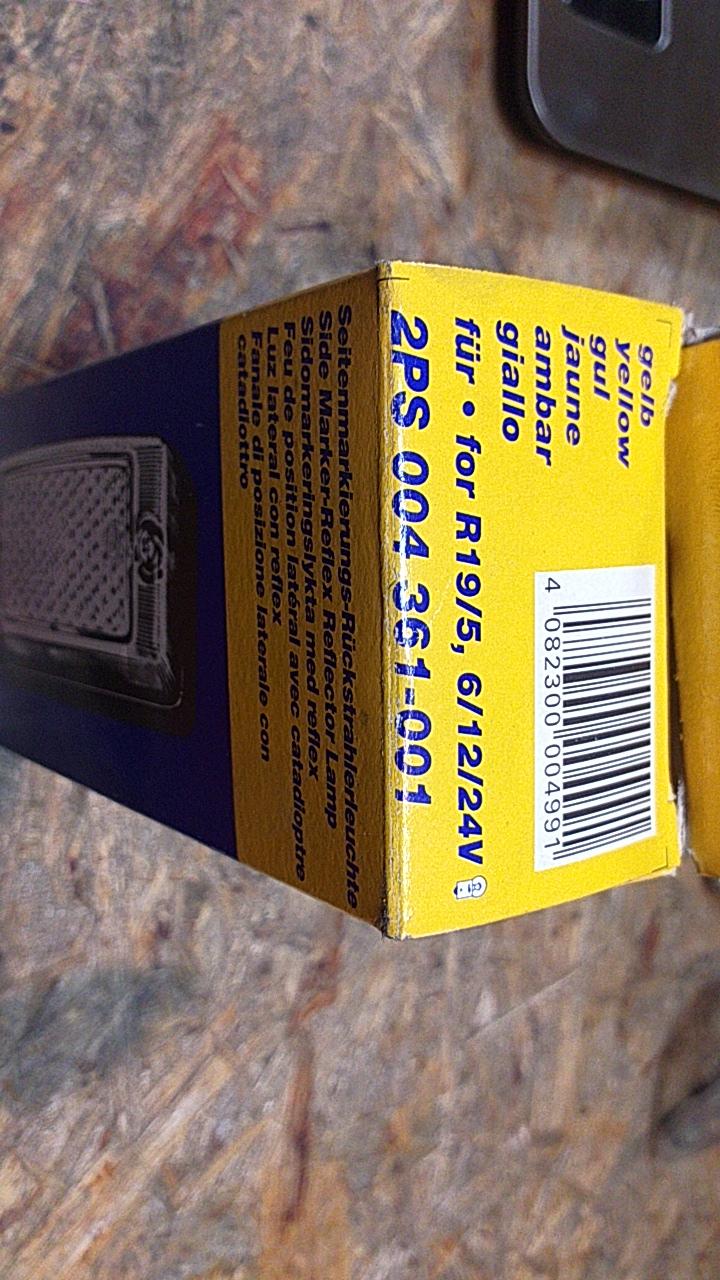 gelb
yellow
gul
jaune
ambar
giallo
4 082300 004991
für • for R19/5, 6/12/24V
2PS 004 361-001
Seitenmarkierungs-Rückstrahlerleuchte
Side Marker-Reflex Reflector Lamp
Sidomarkeringslykta med reflex
Feu de position latéral avec catadioptre
Luz lateral con reflex
Fanale di posizione laterale con
catadiottro